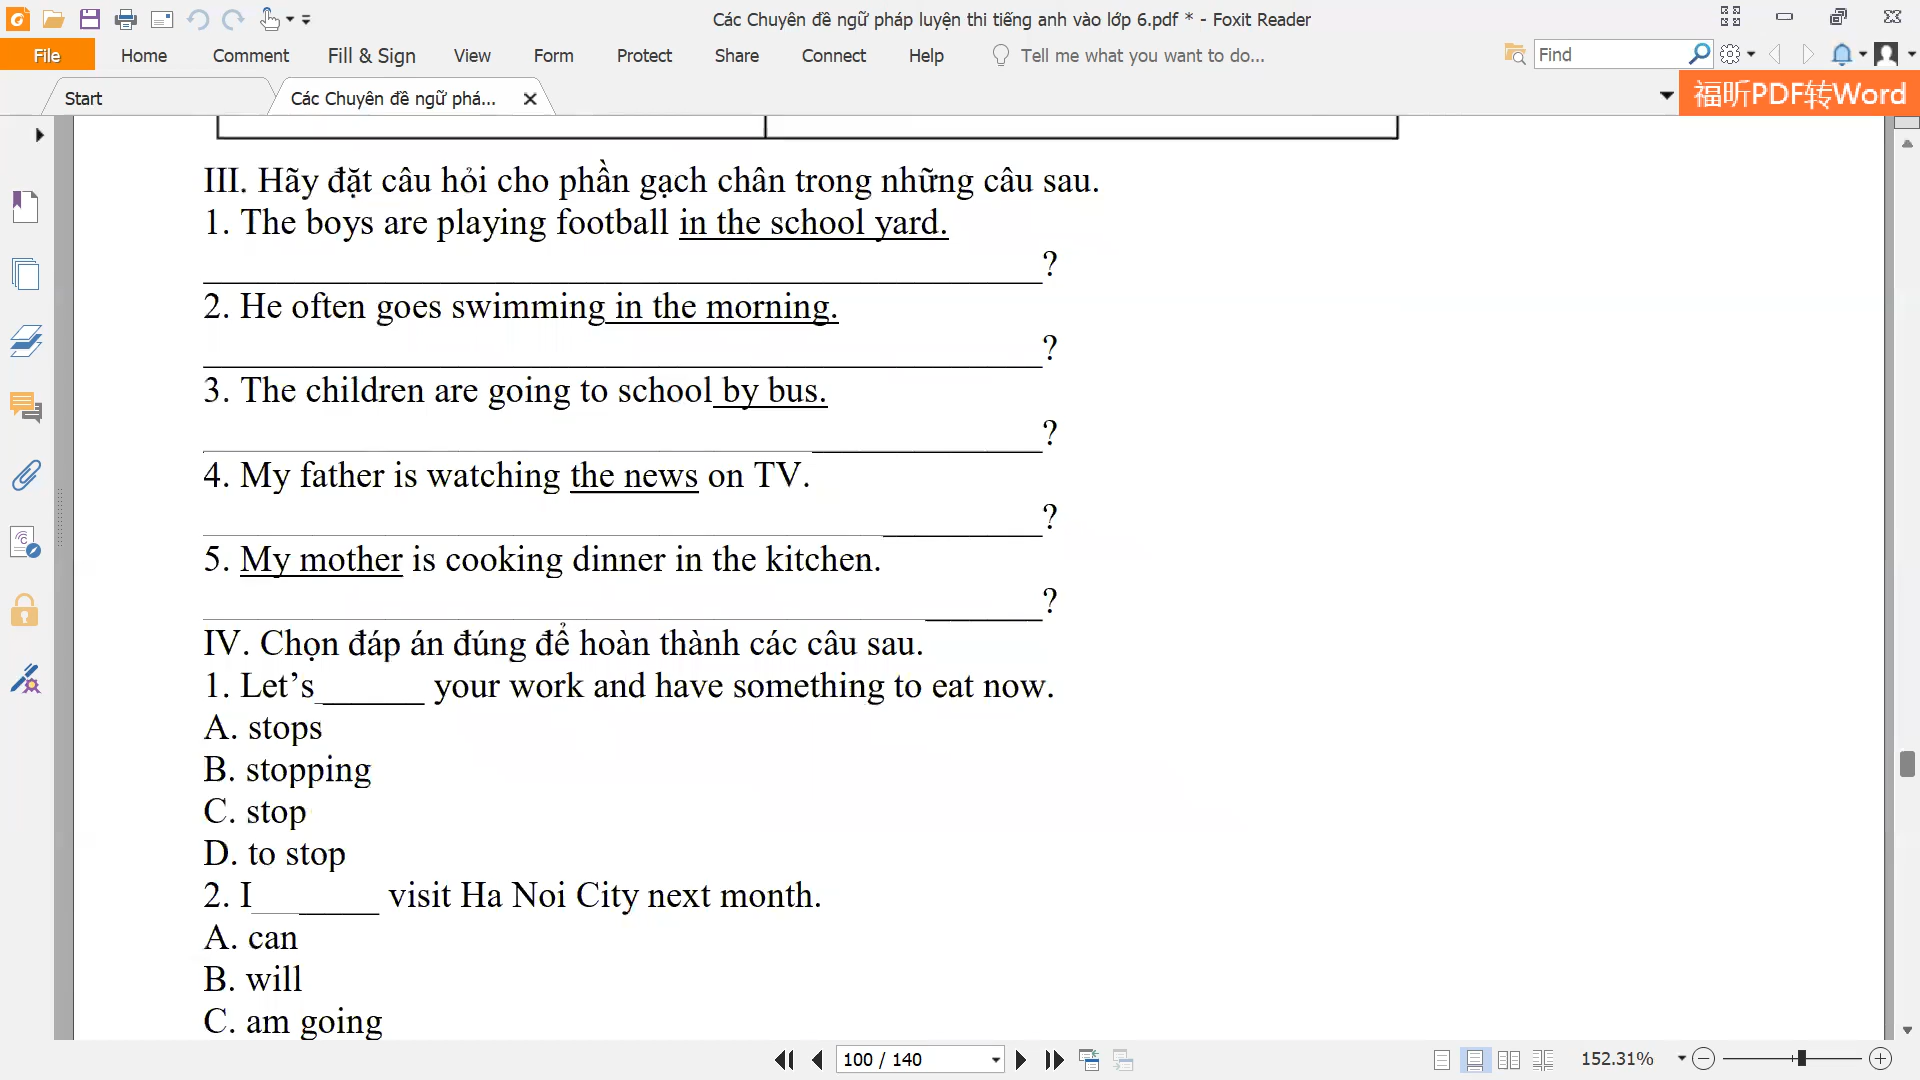 Các Chuyên đề ngữ pháp luyện thi tiếng anh vào lớp 6.pdf * - Foxit Reader
File Home Comment Fill & Sign View Form Protect Share Connect Help Tell me what you want to do... Find
Start Các Chuyên đề ngữ phá... 福昕PDF转Word
III. Hãy đặt câu hỏi cho phần gạch chân trong những câu sau.
1. The boys are playing football in the school yard.
?
2. He often goes swimming in the morning.
?
3. The children are going to school by bus.
?
4. My father is watching the news on TV.
?
5. My mother is cooking dinner in the kitchen.
?
IV. Chọn đáp án đúng để hoàn thành các câu sau.
1. Let’s ______ your work and have something to eat now.
A. stops
B. stopping
C. stop
D. to stop
2. I_______ visit Ha Noi City next month.
A. can
B. will
C. am going
100 / 140 152.31%